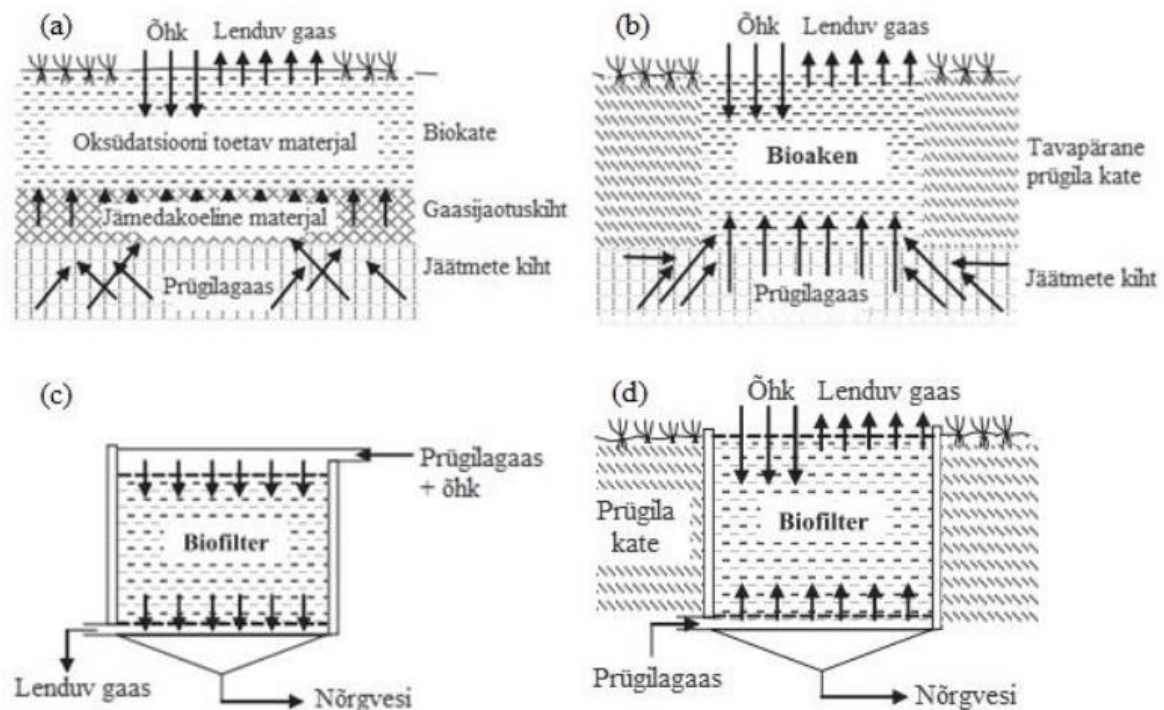 (a)
Õhk
Lenduv gaas
Oksüdatsiooni toetav materjal
Biokate
Jämedakoeline materjal
Gaasijaotuskiht
Prügilagaas
Jäätmete kiht
(b)
Õhk
Lenduv gaas
Bioaken
Tavapärane
prügila kate
Prügilagaas
Jäätmete kiht
(c)
Prügilagaas
+ õhk
Biofilter
Lenduv gaas
Nõrgvesi
(d)
Õhk
Lenduv gaas
Prügila
kate
Biofilter
Prügilagaas
Nõrgvesi